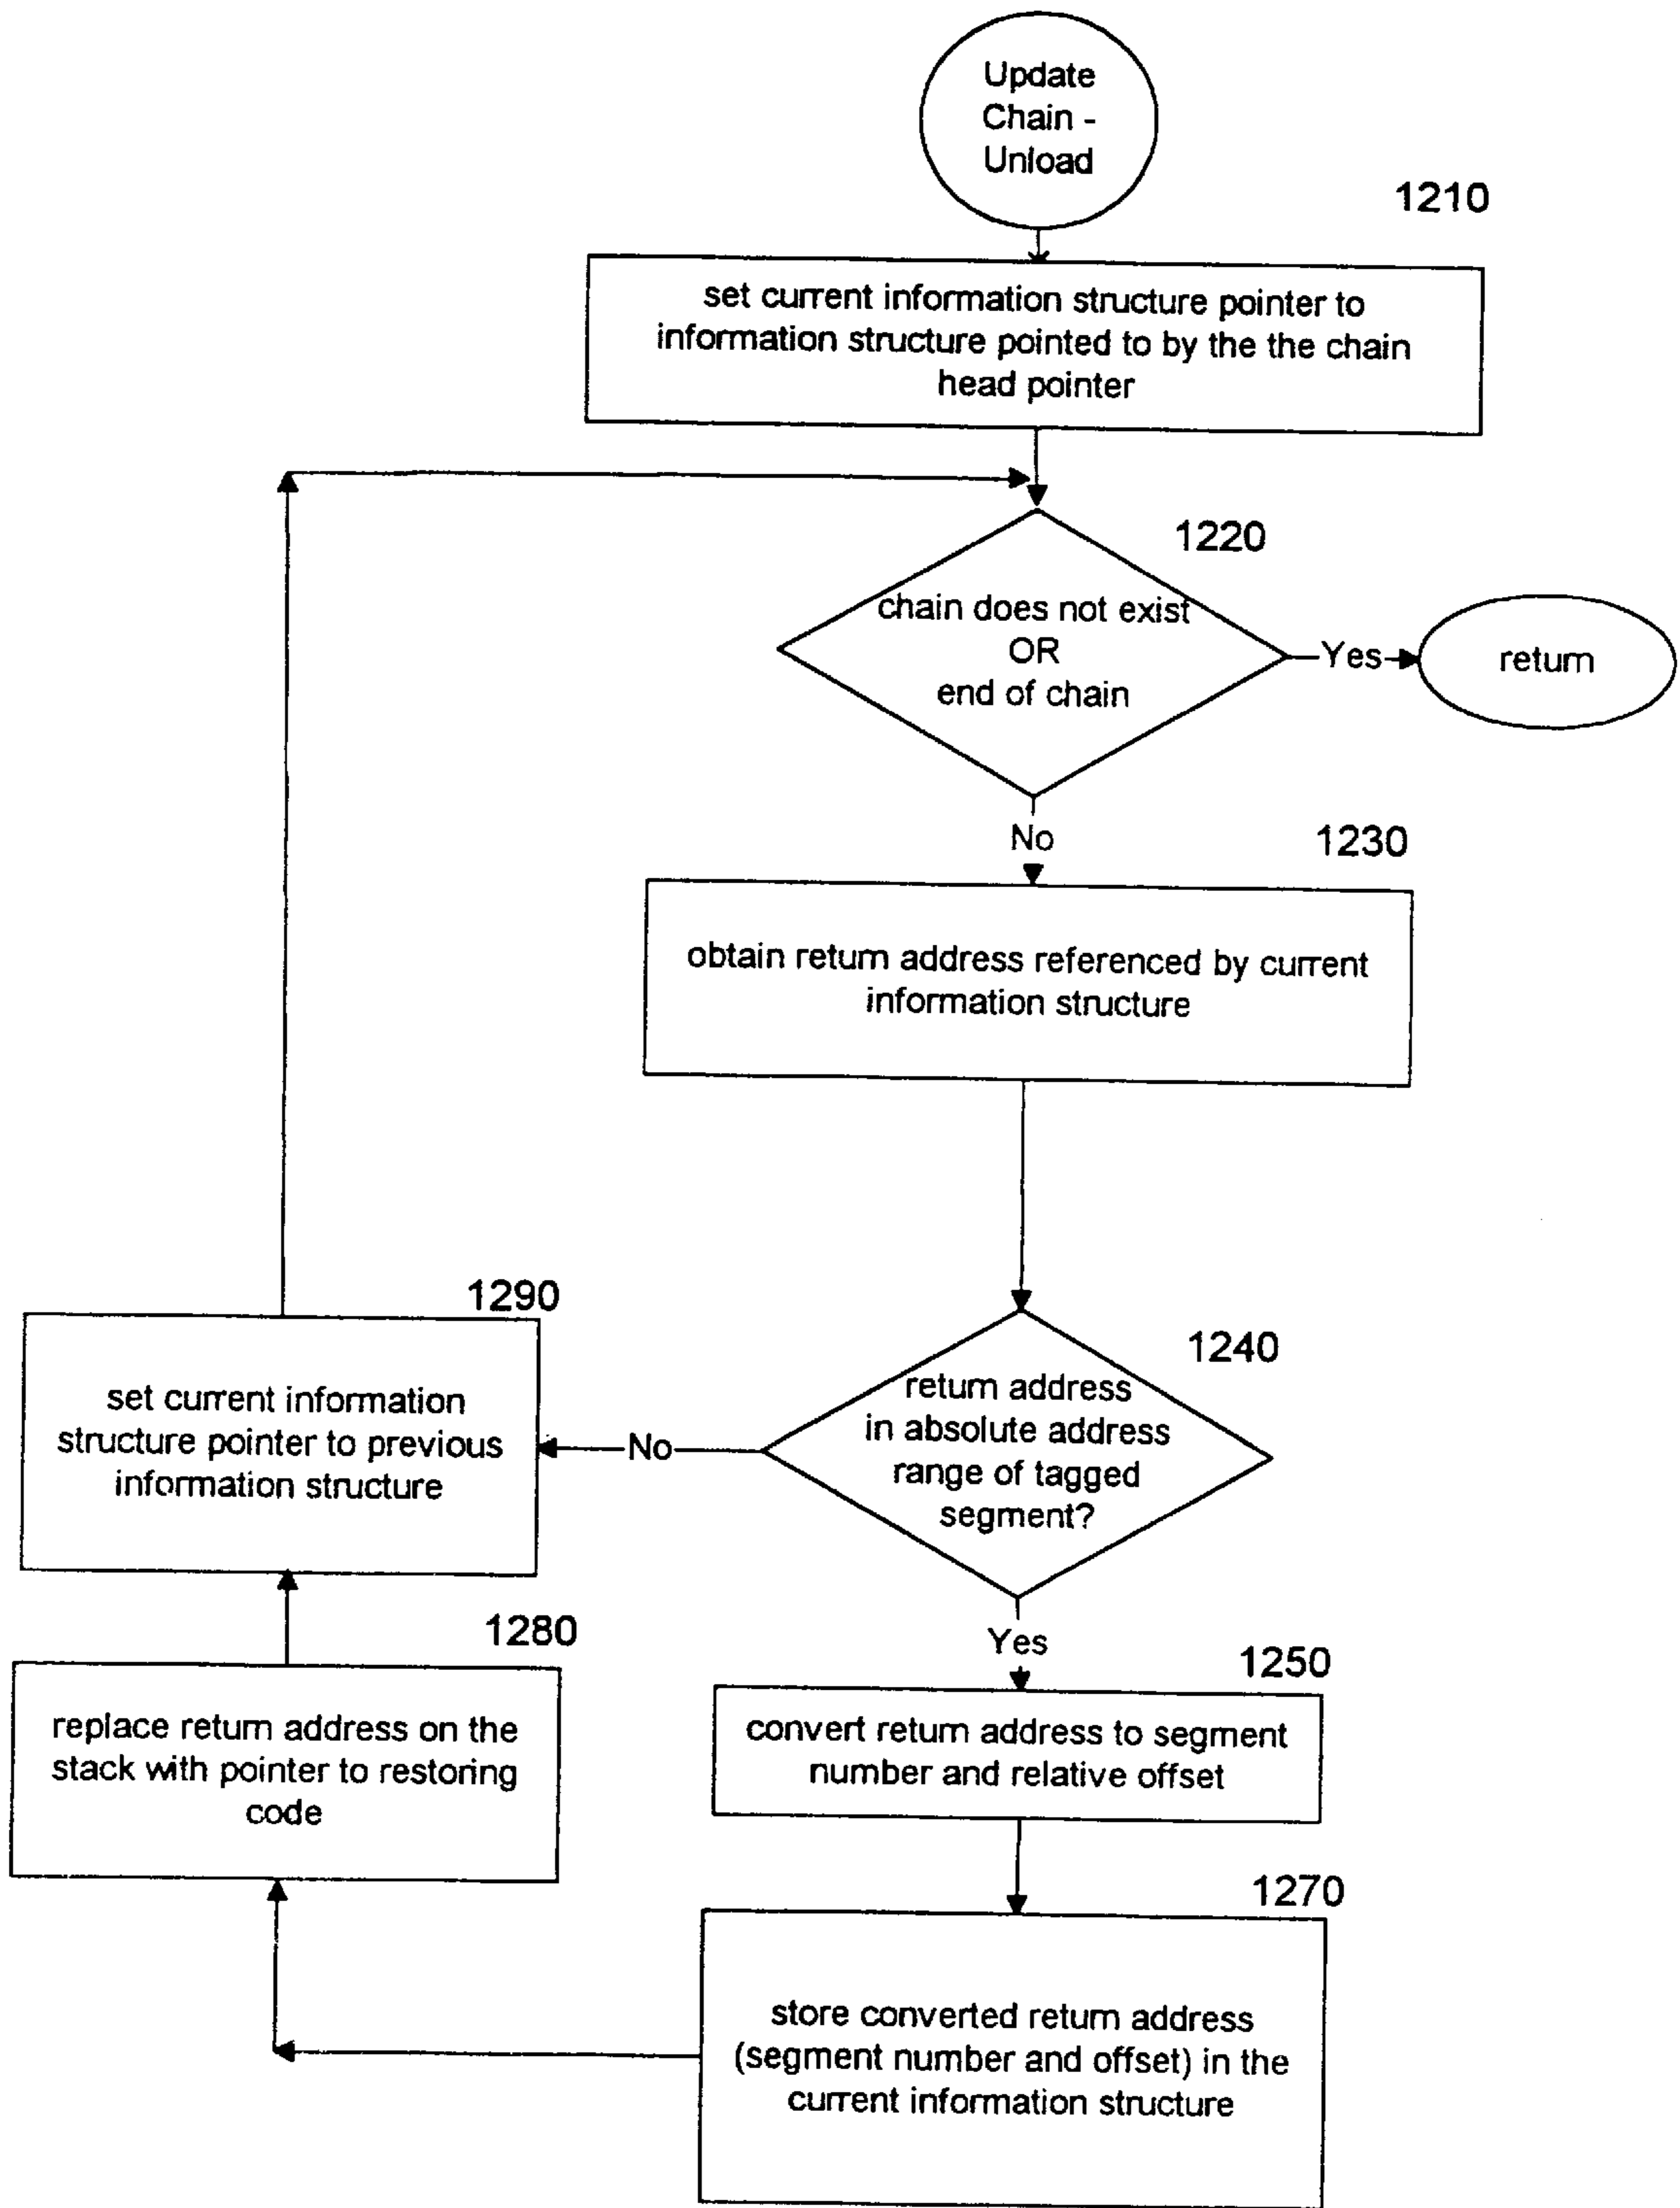 Update
Chain -
Unload
1210
set current information structure pointer to
information structure pointed to by the the chain
head pointer
1220
chain does not exist
OR
end of chain
Yes
return
No
1230
obtain return address referenced by current
information structure
1240
return address
in absolute address
range of tagged
segment?
No
1290
set current information
structure pointer to previous
information structure
Yes
1250
convert return address to segment
number and relative offset
1270
store converted return address
(segment number and offset) in the
current information structure
1280
replace return address on the
stack with pointer to restoring
code